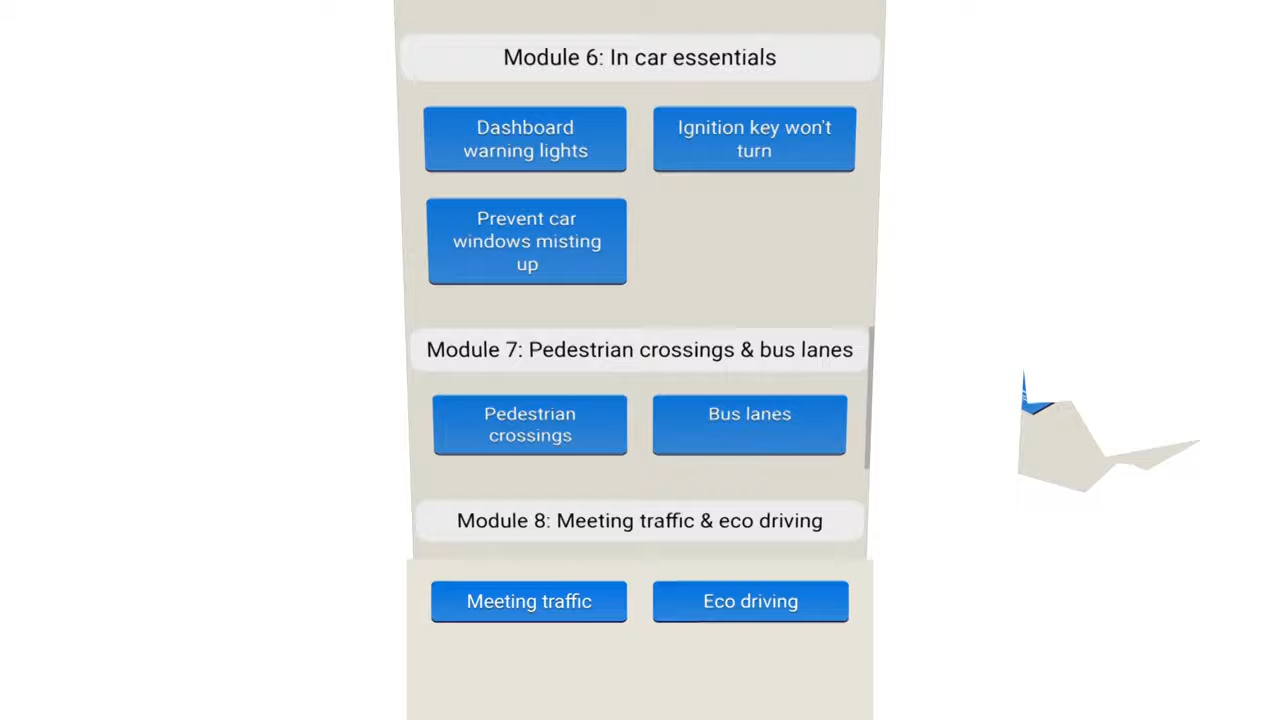 Module 6: In car essentials
Dashboard
warning lights
Ignition key won't
turn
Prevent car
windows misting
up
Module 7: Pedestrian crossings & bus lanes
Pedestrian
crossings
Bus lanes
Module 8: Meeting traffic & eco driving
Meeting traffic
Eco driving